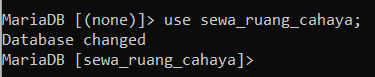 MariaDB [(none)]> use sewa_ruang_cahaya;
Database changed
MariaDB [sewa_ruang_cahaya]>